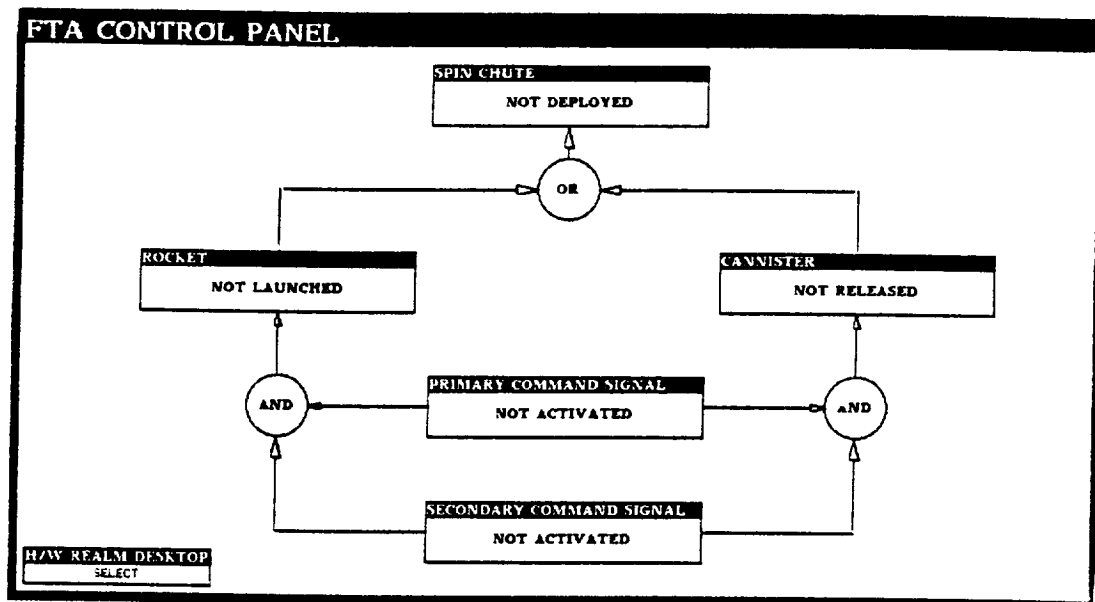 FTA CONTROL PANEL
SPIN CHUTE
NOT DEPLOYED
OR
ROCKET
NOT LAUNCHED
CANNISTER
NOT RELEASED
AND
PRIMARY COMMAND SIGNAL
NOT ACTIVATED
AND
SECONDARY COMMAND SIGNAL
NOT ACTIVATED
H/W REALM DESKTOP
SELECT